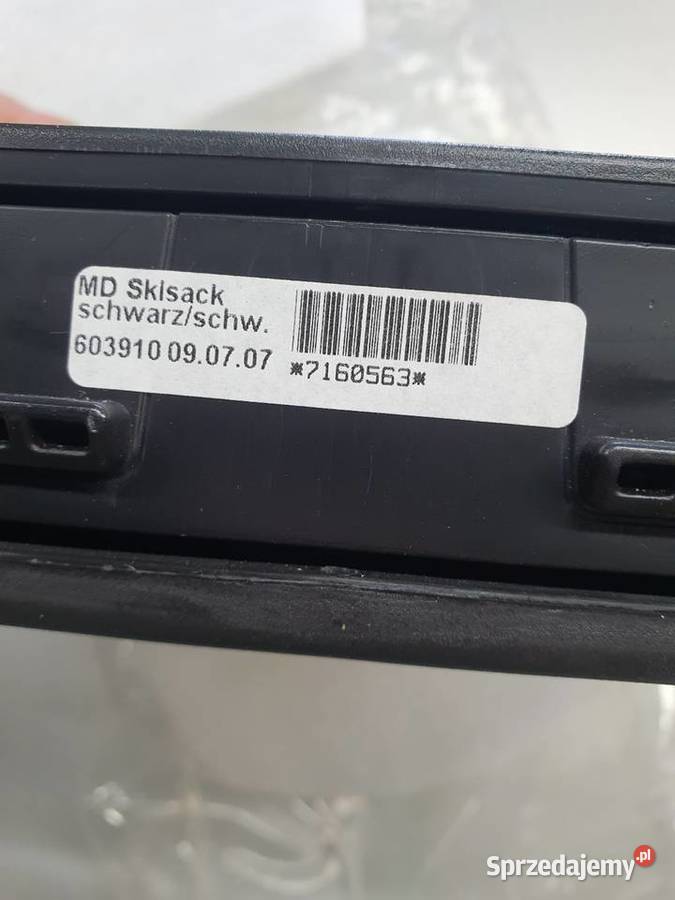 MD Skisack
schwarz/schw.
603910 09.07.07
*7160563*
Sprzedajemy.pl